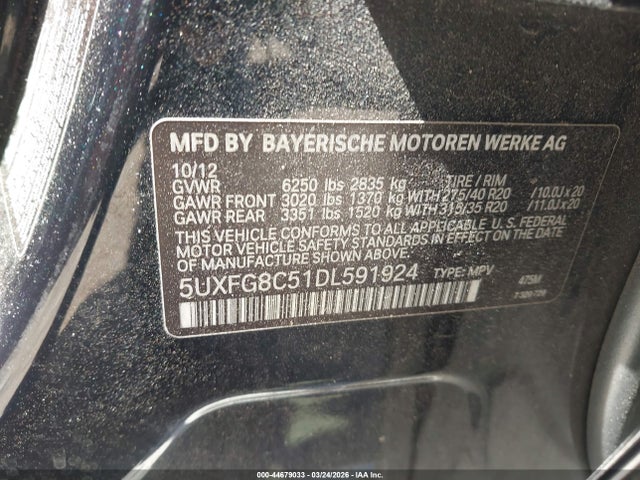 MFD BY BAYERISCHE MOTOREN WERKE AG
10/12
GVWR 6250 lbs 2835 kg TIRE / RIM
GAWR FRONT 3020 lbs 1370 kg WITH 275/40 R20 /10.0J x 20
GAWR REAR 3351 lbs 1520 kg WITH 315/35 R20 /11.0J x 20
THIS VEHICLE CONFORMS TO ALL APPLICABLE U.S. FEDERAL
MOTOR VEHICLE SAFETY STANDARDS IN EFFECT ON THE DATE
OF MANUFACTURE SHOWN ABOVE.
5UXFG8C51DL591924 TYPE: MPV 475M
000-44679033 - 03/24/2026 - IAA Inc.